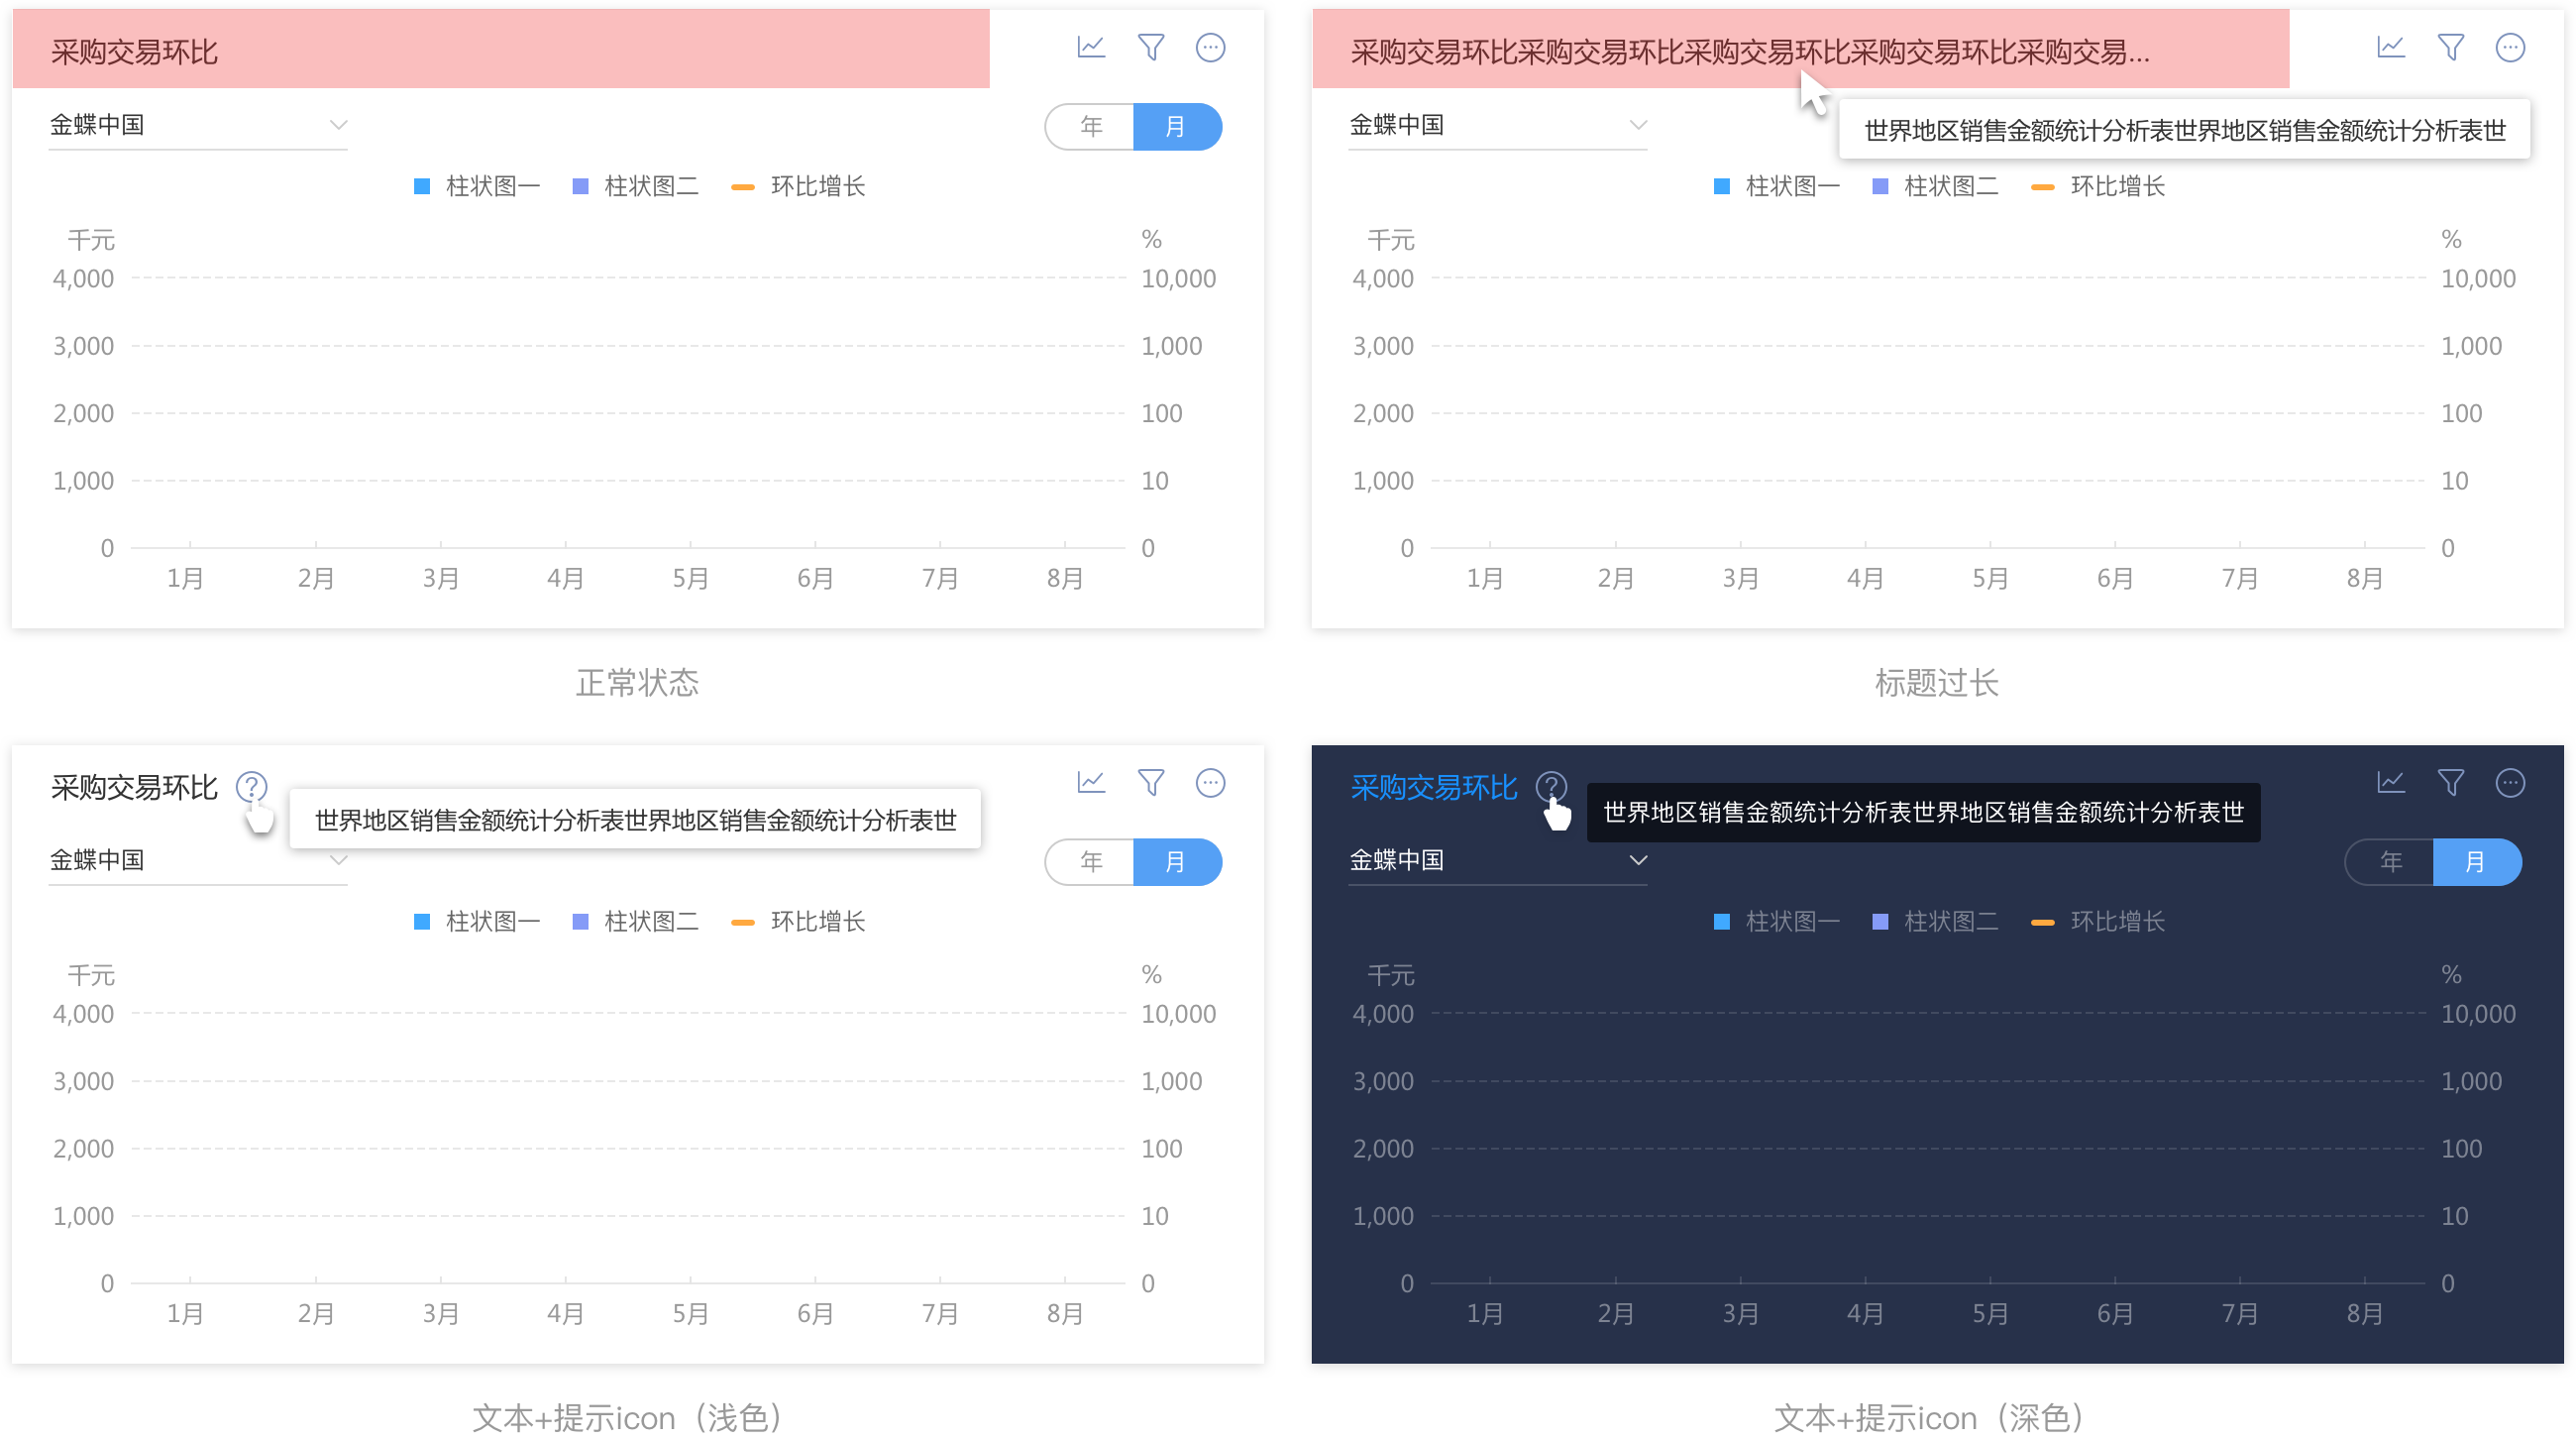 采购交易环比
金蝶中国
年 月
柱状图一 柱状图二 环比增长
千元 %
4,000 10,000
3,000 1,000
2,000 100
1,000 10
0 0
1月 2月 3月 4月 5月 6月 7月 8月
正常状态
采购交易环比采购交易环比采购交易环比采购交易环比采购交易...
世界地区销售金额统计分析表世界地区销售金额统计分析表世
金蝶中国
柱状图一 柱状图二 环比增长
千元 %
4,000 10,000
3,000 1,000
2,000 100
1,000 10
0 0
1月 2月 3月 4月 5月 6月 7月 8月
标题过长
采购交易环比 ?
世界地区销售金额统计分析表世界地区销售金额统计分析表世
金蝶中国
年 月
柱状图一 柱状图二 环比增长
千元 %
4,000 10,000
3,000 1,000
2,000 100
1,000 10
0 0
1月 2月 3月 4月 5月 6月 7月 8月
文本+提示icon（浅色）
采购交易环比 ?
世界地区销售金额统计分析表世界地区销售金额统计分析表世
金蝶中国
年 月
柱状图一 柱状图二 环比增长
千元 %
4,000 10,000
3,000 1,000
2,000 100
1,000 10
0 0
1月 2月 3月 4月 5月 6月 7月 8月
文本+提示icon（深色）